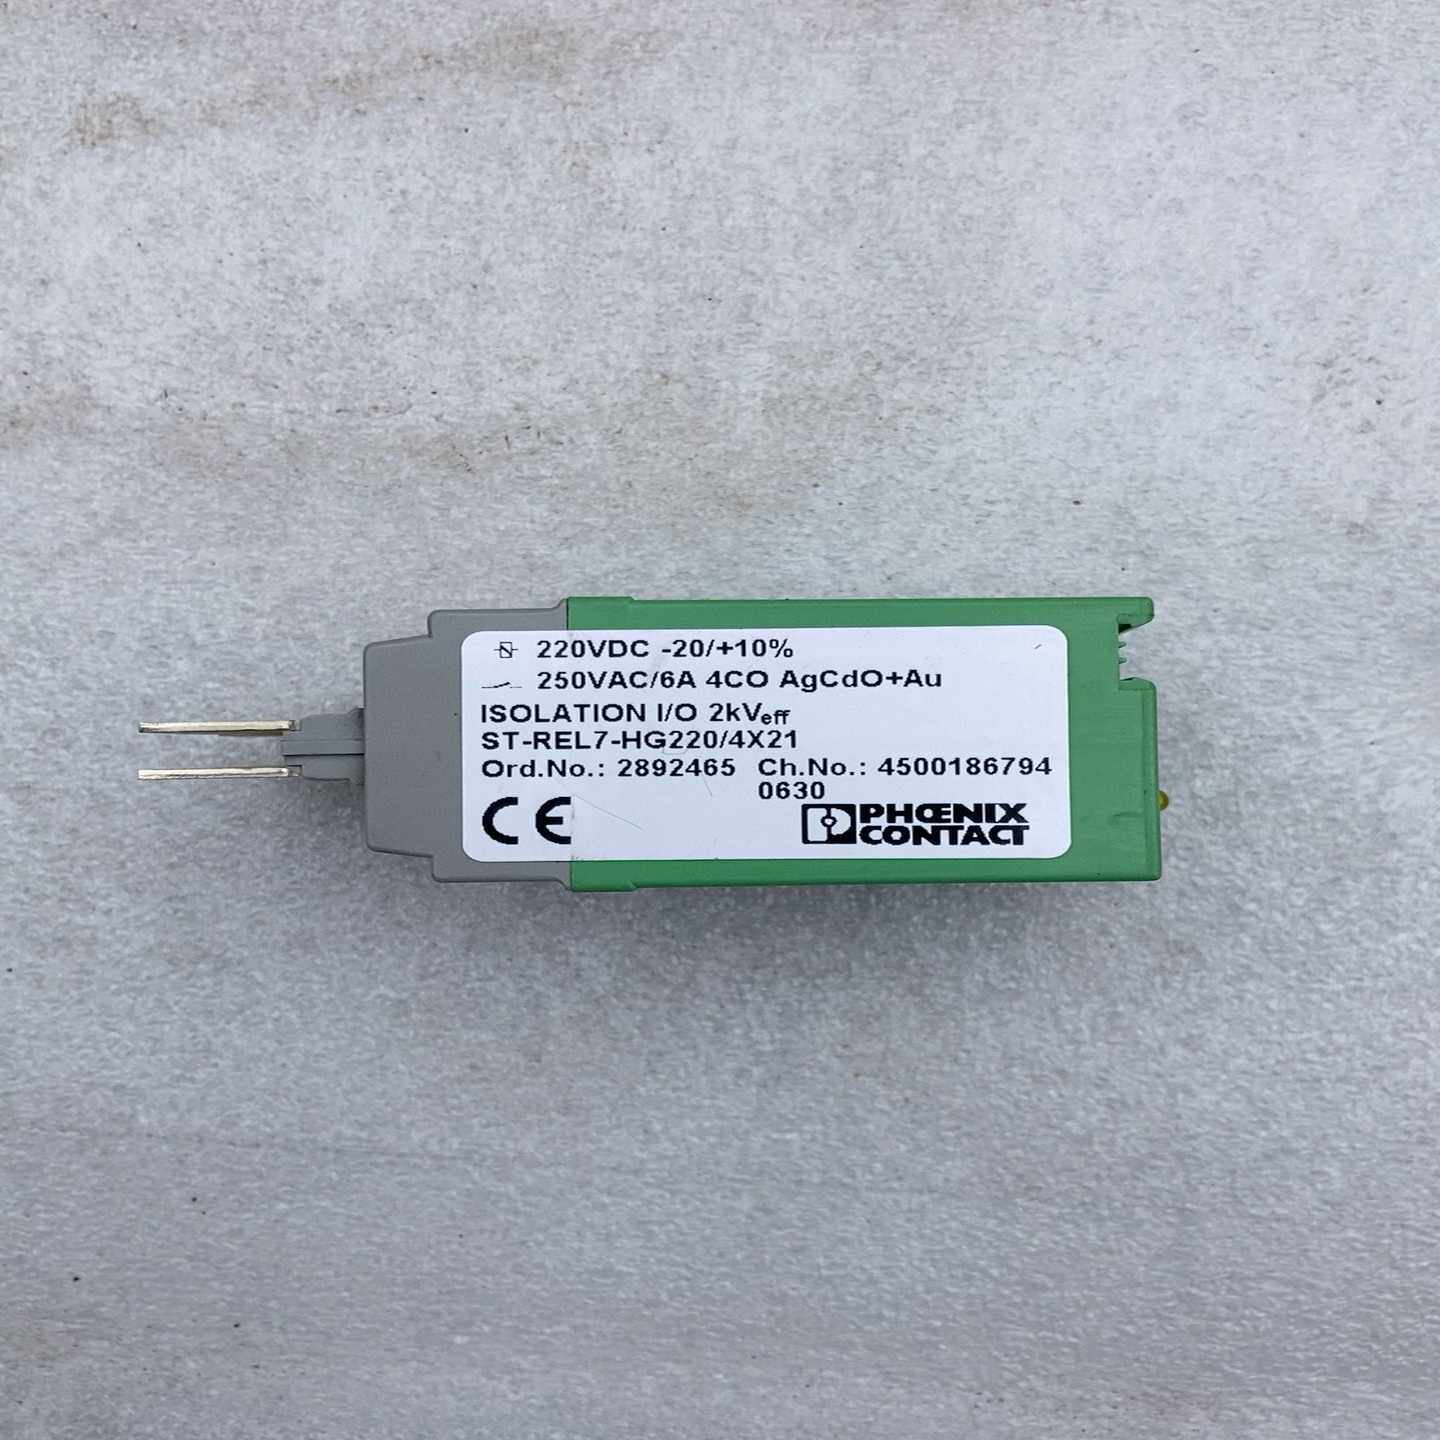 220VDC -20/+10%
250VAC/6A 4CO AgCdO+Au
ISOLATION I/O 2kVeff
ST-REL7-HG220/4X21
Ord.No.: 2892465 Ch.No.: 4500186794
0630
CE
PHŒNIX
CONTACT